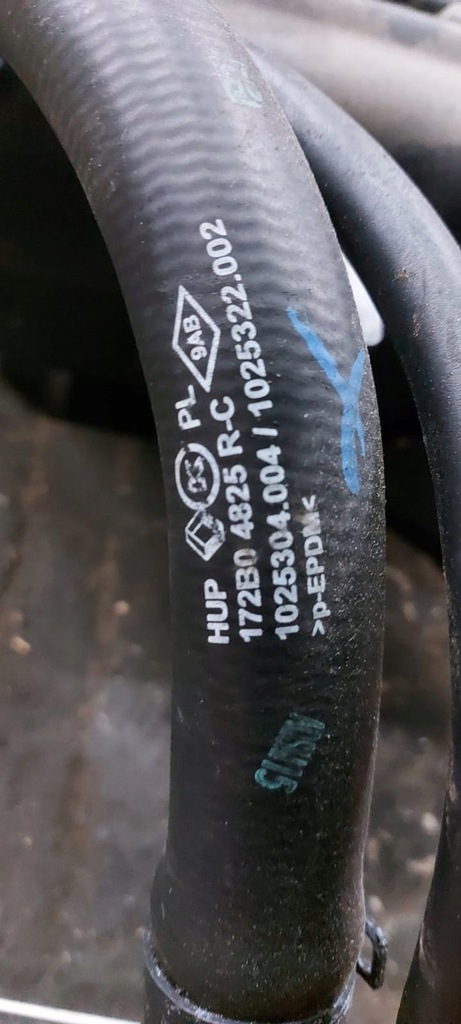 HUP PL 9AB
172B0 4825 R-C
1025304.004 / 1025322.002
>p-EPDM<